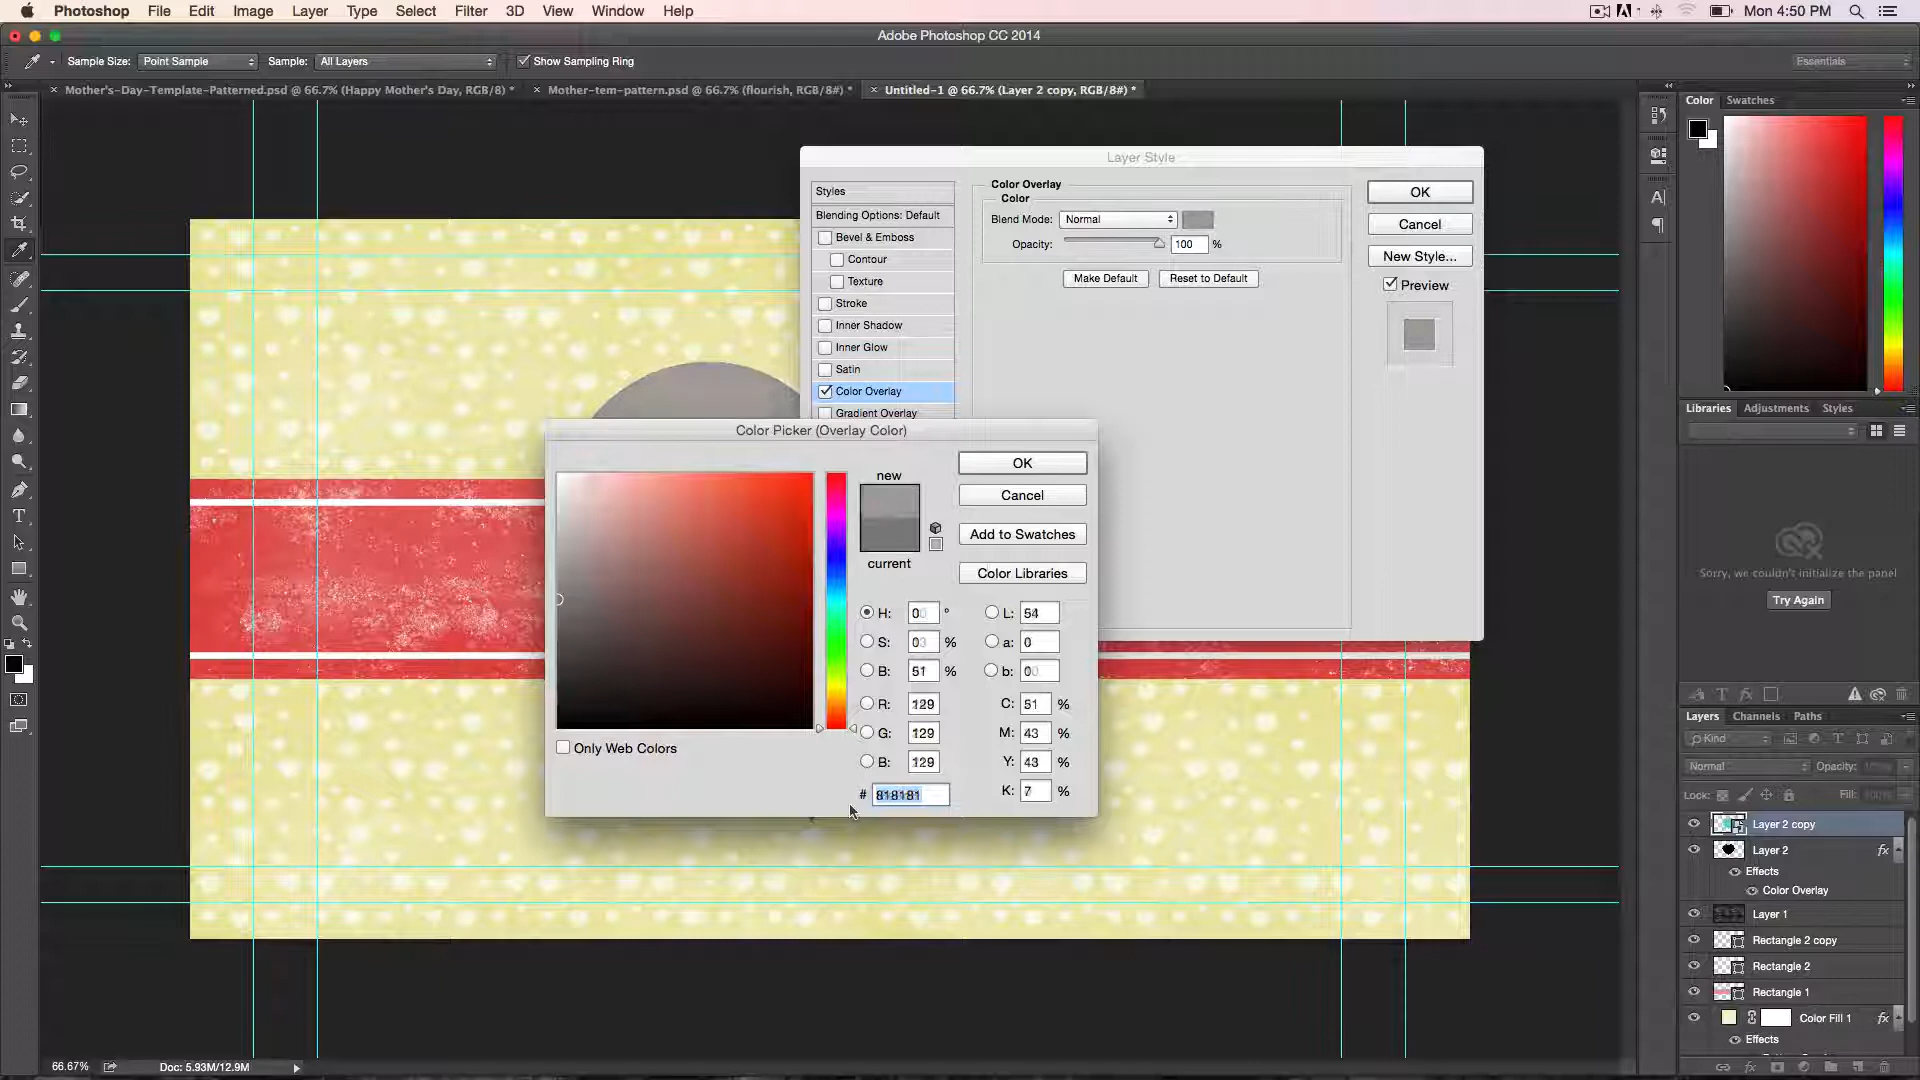 Photoshop File Edit Image Layer Type Select Filter 3D View Window Help Mon 4:50 PM
Adobe Photoshop CC 2014
Sample Size: Point Sample Sample: All Layers Show Sampling Ring Essentials
Mother's-Day-Template-Patterned.psd @ 66.7% (Happy Mother's Day, RGB/8) * Mother-tem-pattern.psd @ 66.7% (flourish, RGB/8#) * Untitled-1 @ 66.7% (Layer 2 copy, RGB/8#) *
Color Swatches
Layer Style
Styles
Blending Options: Default
Bevel & Emboss
Contour
Texture
Stroke
Inner Shadow
Inner Glow
Satin
Color Overlay
Gradient Overlay
Color Overlay
Color
Blend Mode: Normal
Opacity: 100 %
Make Default Reset to Default
OK
Cancel
New Style...
Preview
Color Picker (Overlay Color)
new
current
OK
Cancel
Add to Swatches
Color Libraries
H: 0 ° L: 54
S: 0 % a: 0
B: 51 % b: 0
R: 129 C: 51 %
G: 129 M: 43 %
B: 129 Y: 43 %
# 818181 K: 7 %
Only Web Colors
Libraries Adjustments Styles
Sorry, we couldn't initialize the panel
Try Again
Layers Channels Paths
Kind
Normal Opacity:
Lock: Fill:
Layer 2 copy
Layer 2 fx
Effects
Color Overlay
Layer 1
Rectangle 2 copy
Rectangle 2
Rectangle 1
Color Fill 1 fx
Effects
66.67% Doc: 5.93M/12.9M